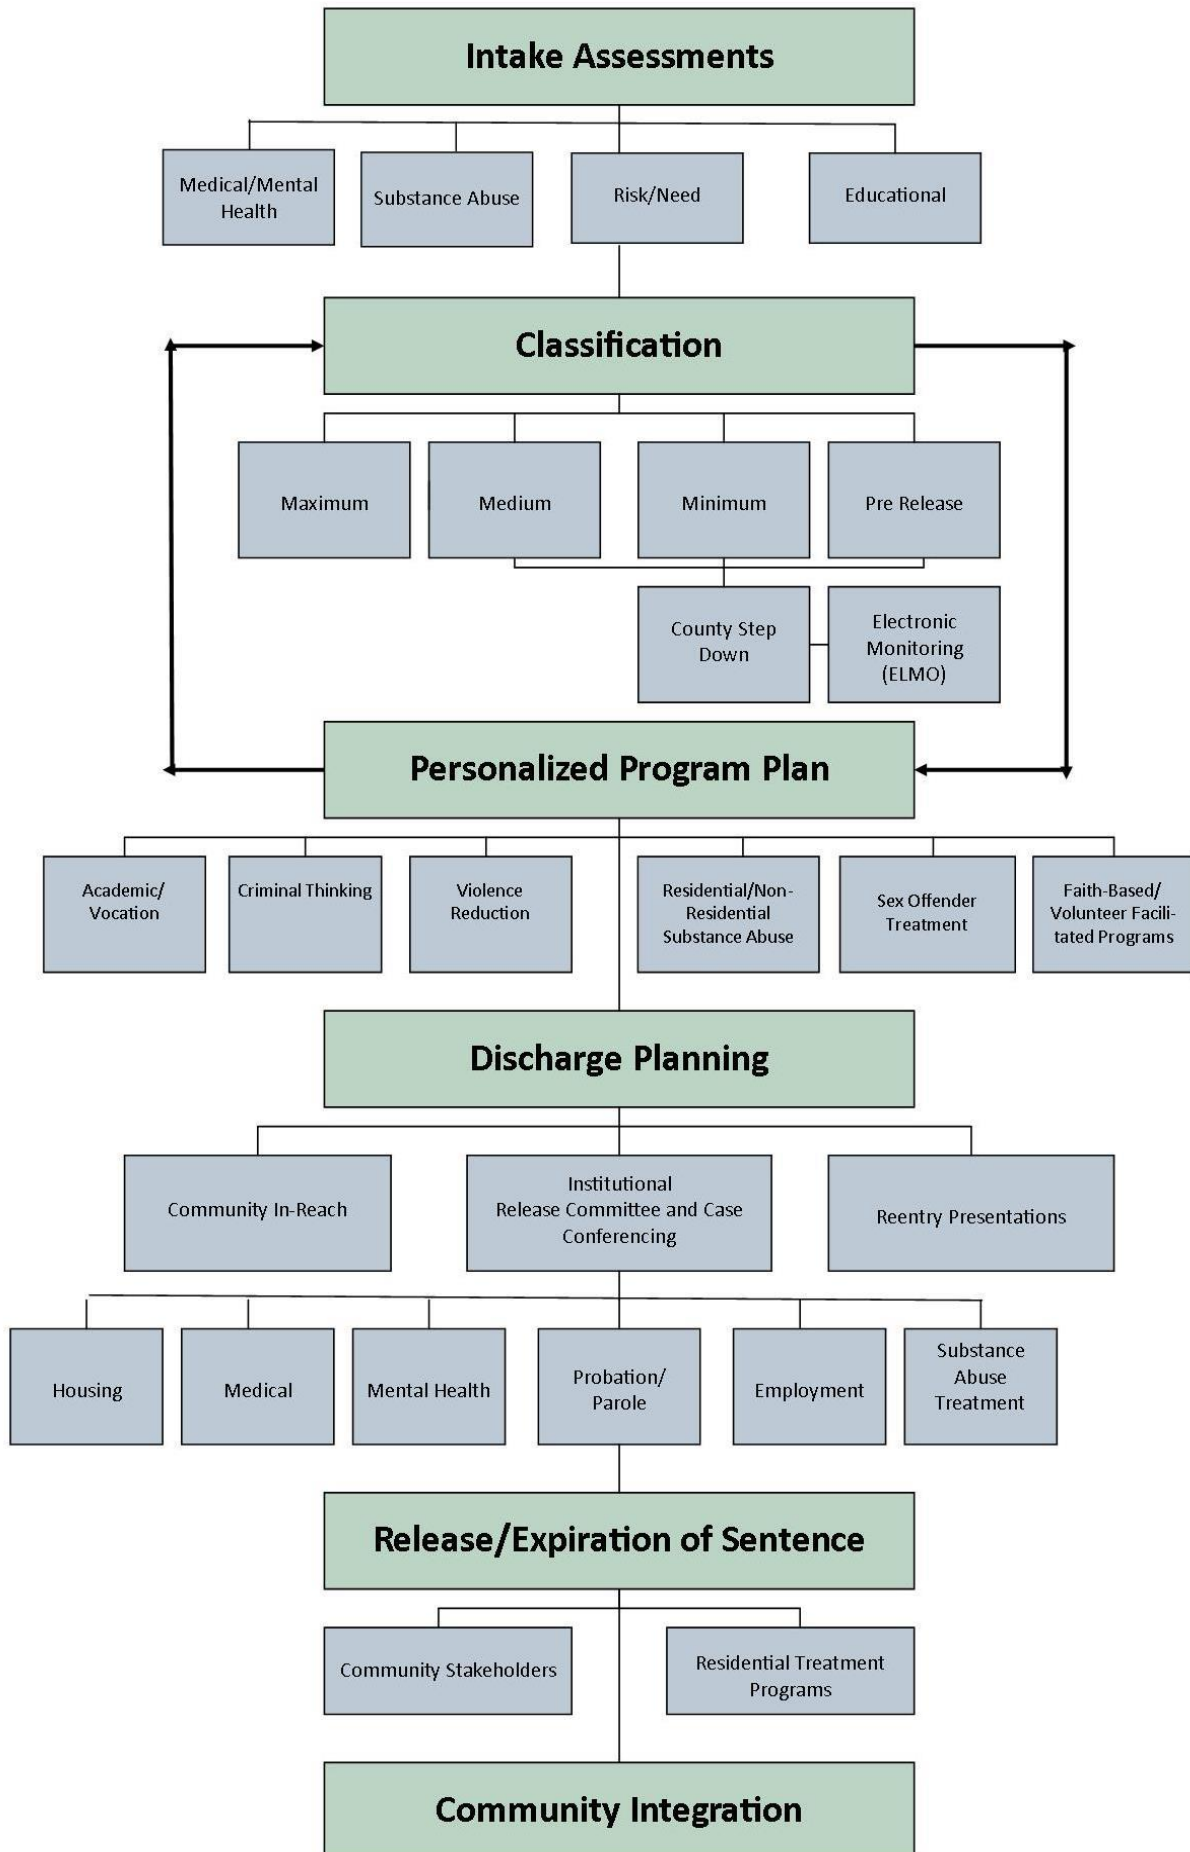 Intake Assessments
Medical/Mental
Health
Substance Abuse
Risk/Need
Educational
Classification
Maximum
Medium
Minimum
Pre Release
County Step
Down
Electronic
Monitoring
(ELMO)
Personalized Program Plan
Academic/
Vocation
Criminal Thinking
Violence
Reduction
Residential/Non-
Residential
Substance Abuse
Sex Offender
Treatment
Faith-Based/
Volunteer Facili-
tated Programs
Discharge Planning
Community In-Reach
Institutional
Release Committee and Case
Conferencing
Reentry Presentations
Housing
Medical
Mental Health
Probation/
Parole
Employment
Substance
Abuse
Treatment
Release/Expiration of Sentence
Community Stakeholders
Residential Treatment
Programs
Community Integration